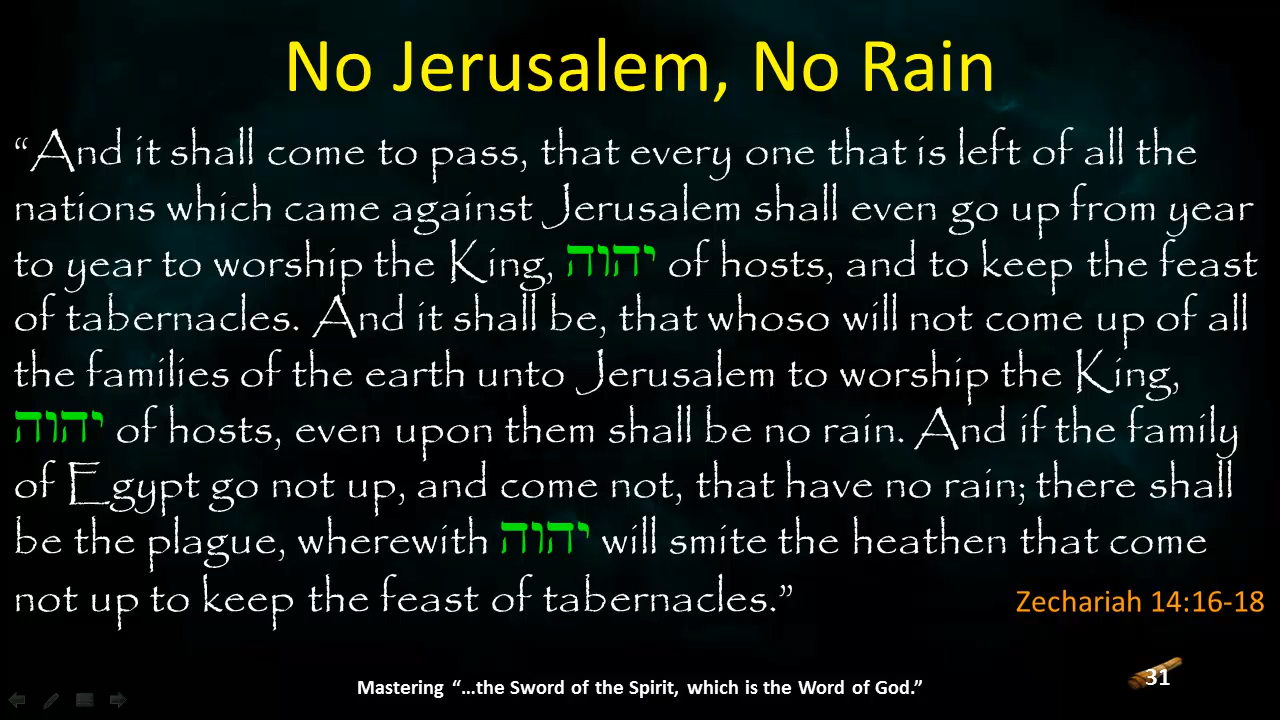 No Jerusalem, No Rain
“And it shall come to pass, that every one that is left of all the
nations which came against Jerusalem shall even go up from year
to year to worship the King, יהוה of hosts, and to keep the feast
of tabernacles. And it shall be, that whoso will not come up of all
the families of the earth unto Jerusalem to worship the King,
יהוה of hosts, even upon them shall be no rain. And if the family
of Egypt go not up, and come not, that have no rain; there shall
be the plague, wherewith יהוה will smite the heathen that come
not up to keep the feast of tabernacles.”
Zechariah 14:16-18
Mastering “…the Sword of the Spirit, which is the Word of God.”
31